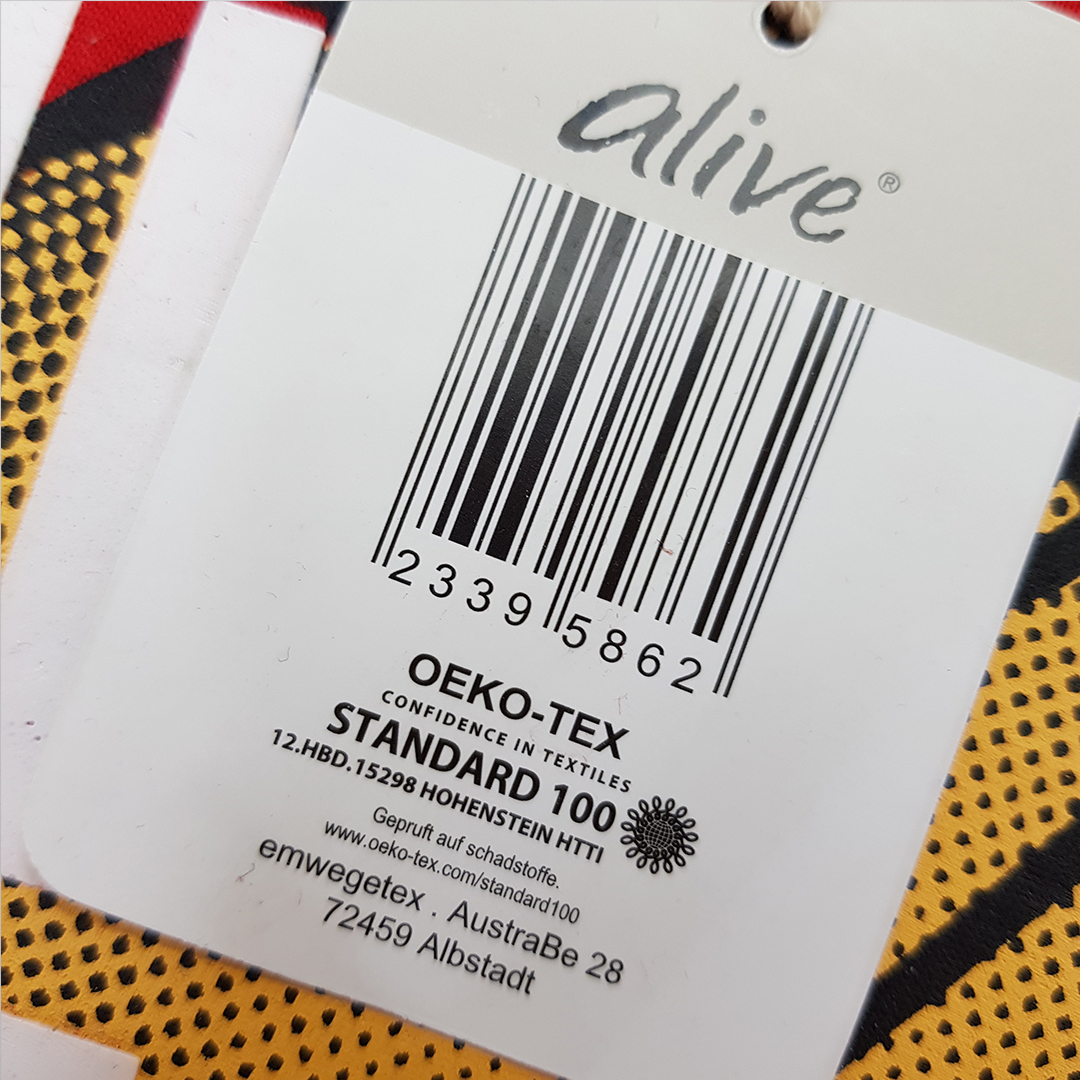 alive®
2339 5862
OEKO-TEX
CONFIDENCE IN TEXTILES
STANDARD 100
12.HBD.15298 HOHENSTEIN HTTI
Gepruft auf schadstoffe.
www.oeko-tex.com/standard100
emwegetex . AustraBe 28
72459 Albstadt